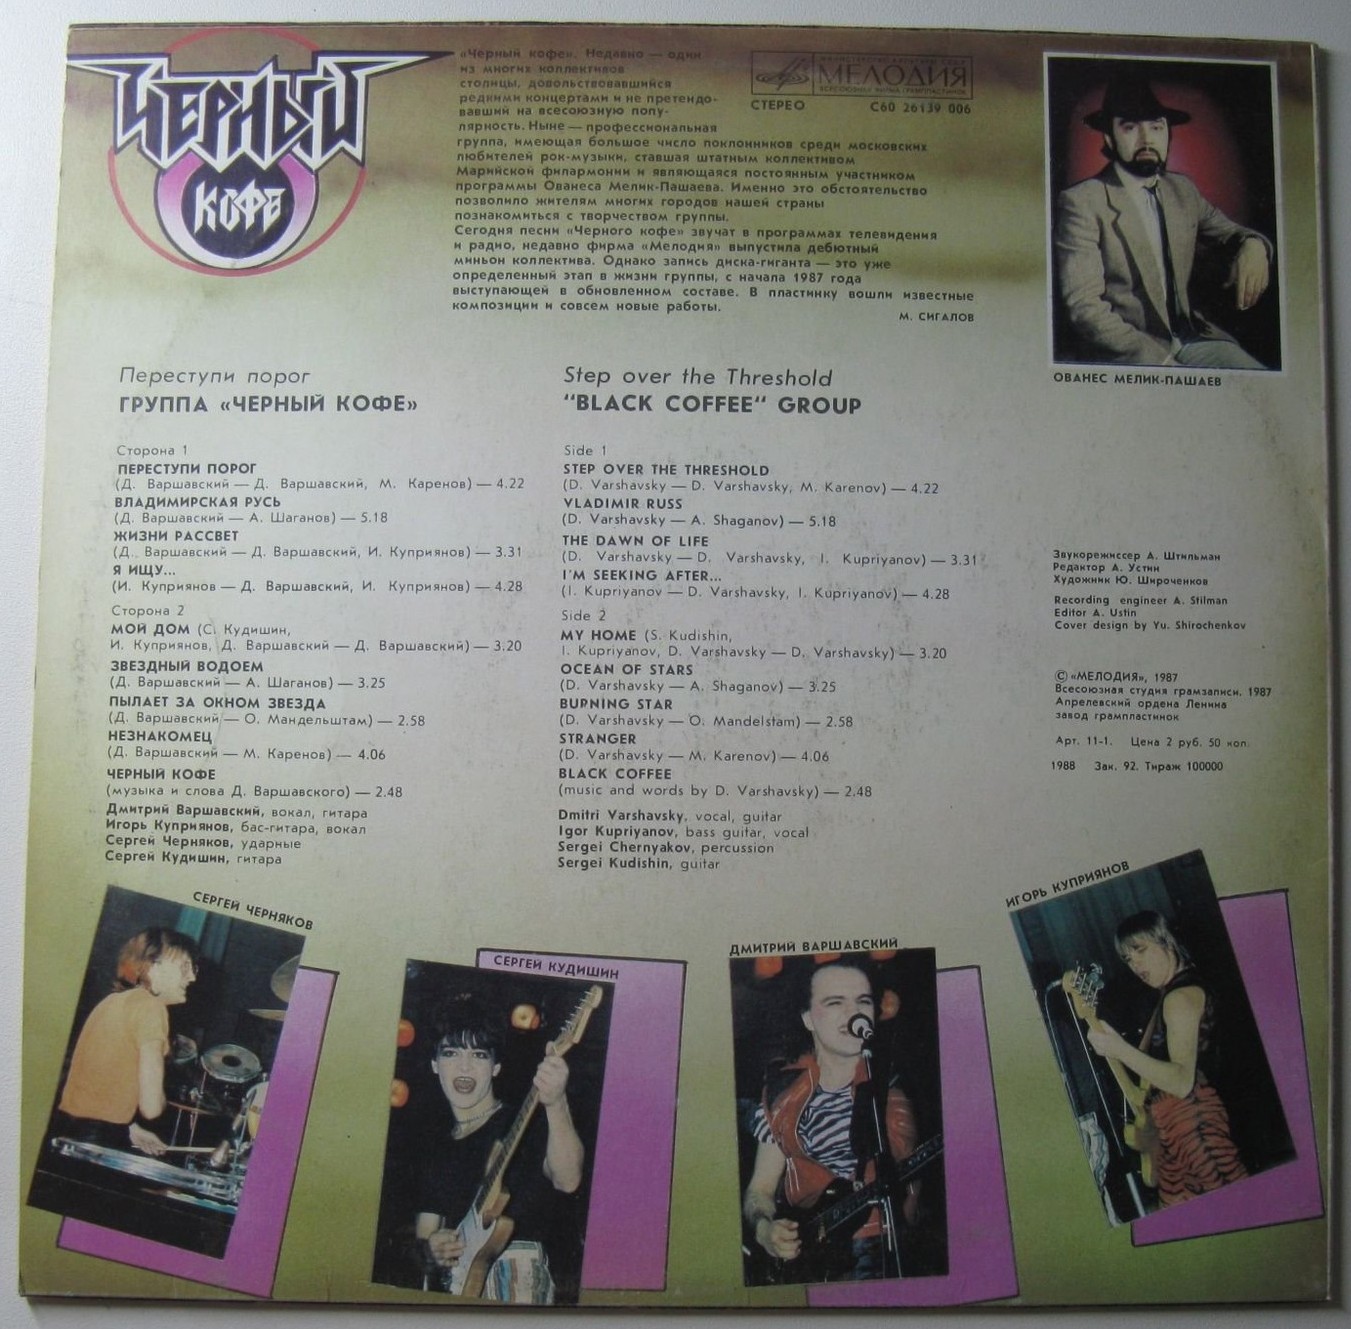 ЧЕРНЫЙ
КОФЕ
«Черный кофе». Недавно — один
из многих коллективов
столицы, довольствовавшийся
редкими концертами и не претендо-
вавший на всесоюзную попу-
лярность. Ныне — профессиональная
группа, имеющая большое число поклонников среди московских
любителей рок-музыки, ставшая штатным коллективом
Марийской филармонии и являющаяся постоянным участником
программы Ованеса Мелик-Пашаева. Именно это обстоятельство
позволило жителям многих городов нашей страны
познакомиться с творчеством группы.
Сегодня песни «Черного кофе» звучат в программах телевидения
и радио, недавно фирма «Мелодия» выпустила дебютный
миньон коллектива. Однако запись диска-гиганта — это уже
определенный этап в жизни группы, с начала 1987 года
выступающей в обновленном составе. В пластинку вошли известные
композиции и совсем новые работы.
М. СИГАЛОВ
МЕЛОДИЯ
СТЕРЕО С60 26139 006
ОВАНЕС МЕЛИК-ПАШАЕВ
Переступи порог
ГРУППА «ЧЕРНЫЙ КОФЕ»
Сторона 1
ПЕРЕСТУПИ ПОРОГ
(Д. Варшавский — Д. Варшавский, М. Каренов) — 4.22
ВЛАДИМИРСКАЯ РУСЬ
(Д. Варшавский — А. Шаганов) — 5.18
ЖИЗНИ РАССВЕТ
(Д. Варшавский — Д. Варшавский, И. Куприянов) — 3.31
Я ИЩУ...
(И. Куприянов — Д. Варшавский, И. Куприянов) — 4.28
Сторона 2
МОЙ ДОМ (С. Кудишин,
И. Куприянов, Д. Варшавский — Д. Варшавский) — 3.20
ЗВЕЗДНЫЙ ВОДОЕМ
(Д. Варшавский — А. Шаганов) — 3.25
ПЫЛАЕТ ЗА ОКНОМ ЗВЕЗДА
(Д. Варшавский — О. Мандельштам) — 2.58
НЕЗНАКОМЕЦ
(Д. Варшавский — М. Каренов) — 4.06
ЧЕРНЫЙ КОФЕ
(музыка и слова Д. Варшавского) — 2.48
Дмитрий Варшавский, вокал, гитара
Игорь Куприянов, бас-гитара, вокал
Сергей Черняков, ударные
Сергей Кудишин, гитара
Step over the Threshold
"BLACK COFFEE" GROUP
Side 1
STEP OVER THE THRESHOLD
(D. Varshavsky — D. Varshavsky, M. Karenov) — 4.22
VLADIMIR RUSS
(D. Varshavsky — A. Shaganov) — 5.18
THE DAWN OF LIFE
(D. Varshavsky — D. Varshavsky, I. Kupriyanov) — 3.31
I'M SEEKING AFTER...
(I. Kupriyanov — D. Varshavsky, I. Kupriyanov) — 4.28
Side 2
MY HOME (S. Kudishin,
I. Kupriyanov, D. Varshavsky — D. Varshavsky) — 3.20
OCEAN OF STARS
(D. Varshavsky — A. Shaganov) — 3.25
BURNING STAR
(D. Varshavsky — O. Mandelstam) — 2.58
STRANGER
(D. Varshavsky — M. Karenov) — 4.06
BLACK COFFEE
(music and words by D. Varshavsky) — 2.48
Dmitri Varshavsky, vocal, guitar
Igor Kupriyanov, bass guitar, vocal
Sergei Chernyakov, percussion
Sergei Kudishin, guitar
Звукорежиссер А. Штильман
Редактор А. Устин
Художник Ю. Широченков
Recording engineer A. Stilman
Editor A. Ustin
Cover design by Yu. Shirochenkov
© «МЕЛОДИЯ», 1987
Всесоюзная студия грамзаписи, 1987
Апрелевский ордена Ленина
завод грампластинок
Арт. 11-1. Цена 2 руб. 50 коп.
1988 Зак. 92. Тираж 100000
СЕРГЕЙ ЧЕРНЯКОВ
СЕРГЕЙ КУДИШИН
ДМИТРИЙ ВАРШАВСКИЙ
ИГОРЬ КУПРИЯНОВ